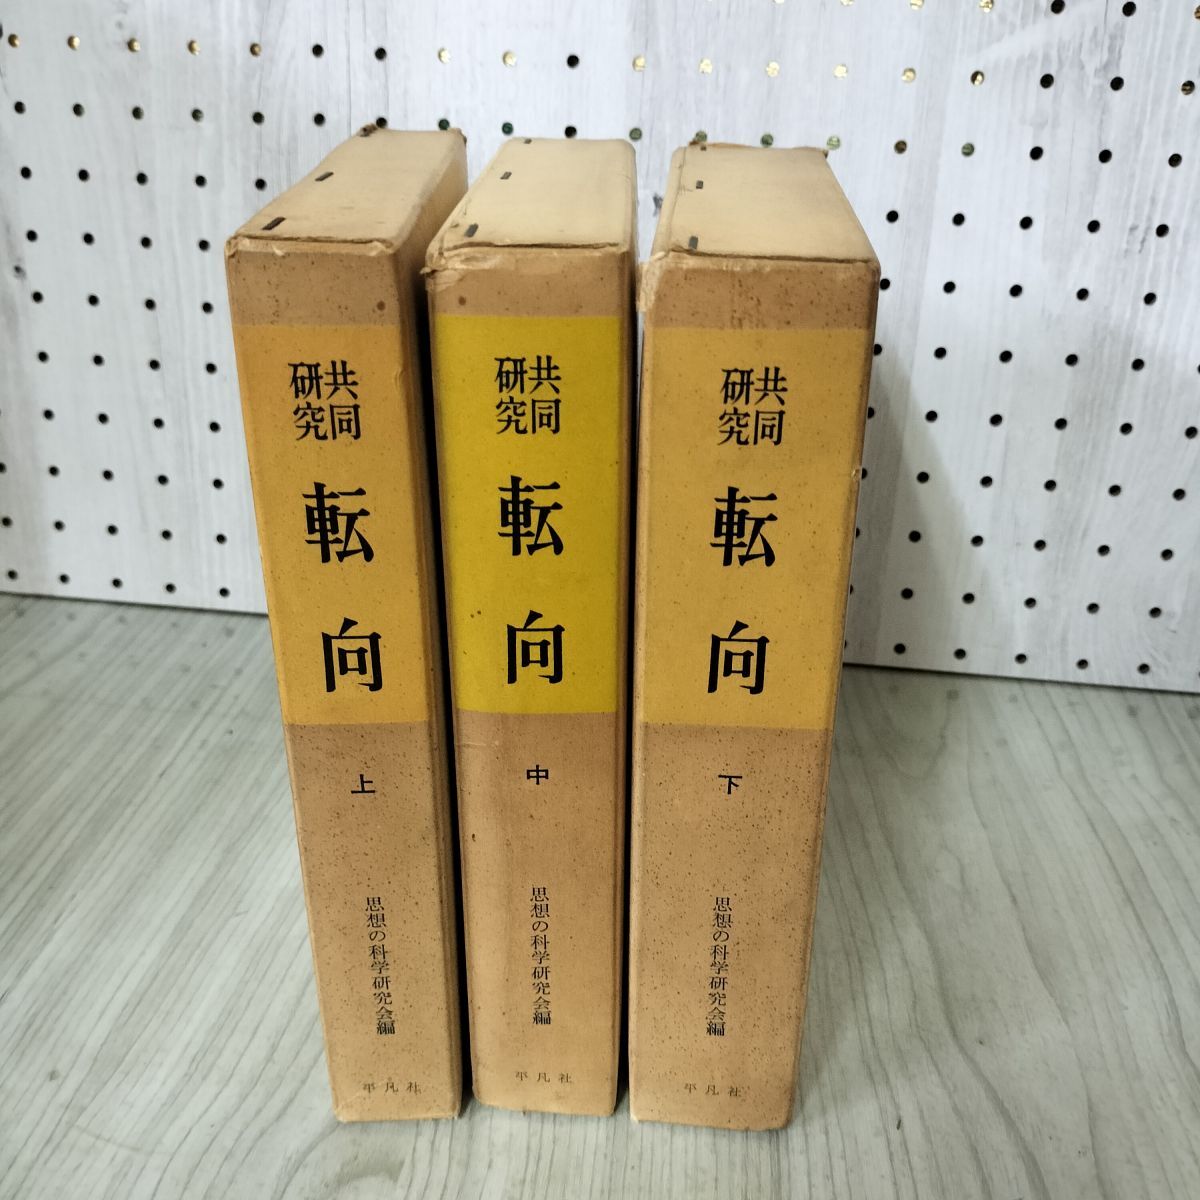 共同
研究
転向
上
思想の科学研究会編
平凡社
共同
研究
転向
中
思想の科学研究会編
平凡社
共同
研究
転向
下
思想の科学研究会編
平凡社